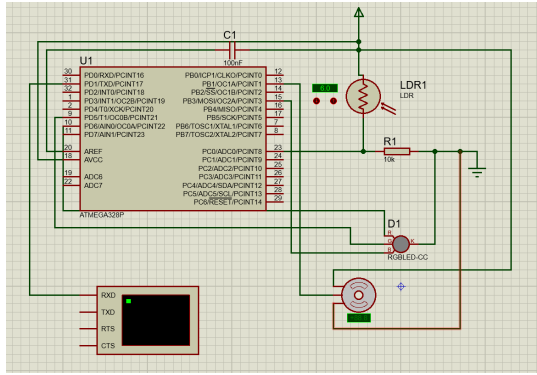 C1
100nF
U1
30 PD0/RXD/PCINT16 PB0/ICP1/CLKO/PCINT0 12
31 PD1/TXD/PCINT17 PB1/OC1A/PCINT1 13
32 PD2/INT0/PCINT18 PB2/SS/OC1B/PCINT2 14
1 PD3/INT1/OC2B/PCINT19 PB3/MOSI/OC2A/PCINT3 15
2 PD4/T0/XCK/PCINT20 PB4/MISO/PCINT4 16
9 PD5/T1/OC0B/PCINT21 PB5/SCK/PCINT5 17
10 PD6/AIN0/OC0A/PCINT22 PB6/TOSC1/XTAL1/PCINT6 7
11 PD7/AIN1/PCINT23 PB7/TOSC2/XTAL2/PCINT7 8
20 AREF PC0/ADC0/PCINT8 23
18 AVCC PC1/ADC1/PCINT9 24
PC2/ADC2/PCINT10 25
19 ADC6 PC3/ADC3/PCINT11 26
22 ADC7 PC4/ADC4/SDA/PCINT12 27
PC5/ADC5/SCL/PCINT13 28
PC6/RESET/PCINT14 29
ATMEGA328P
6.0
LDR1
LDR
R1
10k
D1
R
G
B
K
RGBLED-CC
RXD
TXD
RTS
CTS